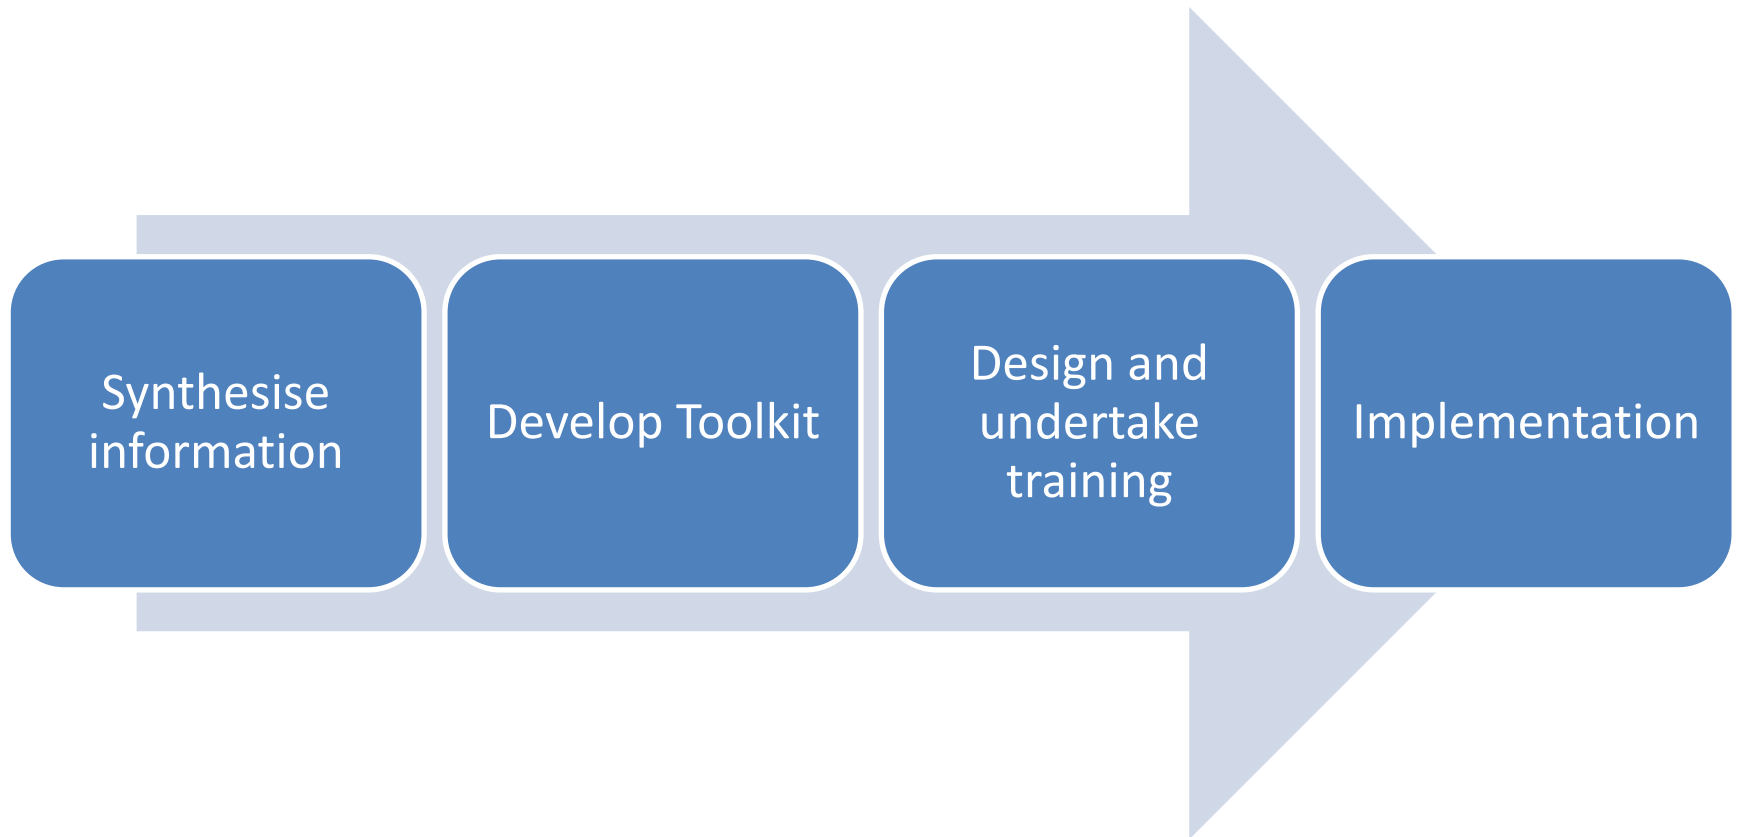 Synthesise
information
Develop Toolkit
Design and
undertake
training
Implementation